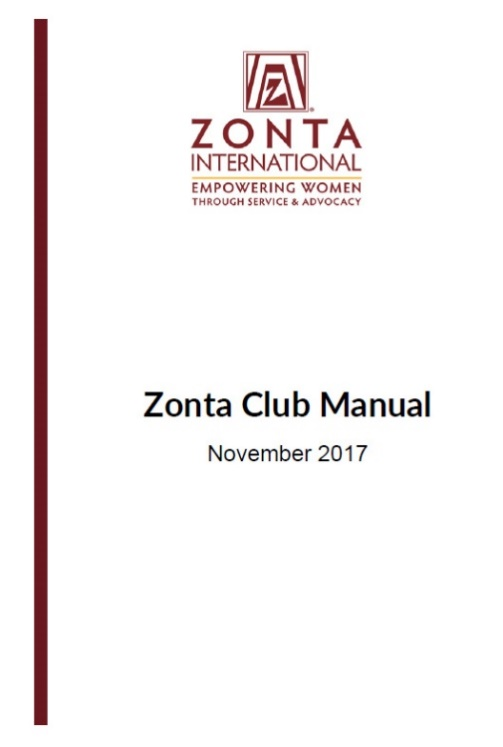 ZONTA
INTERNATIONAL
EMPOWERING WOMEN
THROUGH SERVICE & ADVOCACY
Zonta Club Manual
November 2017